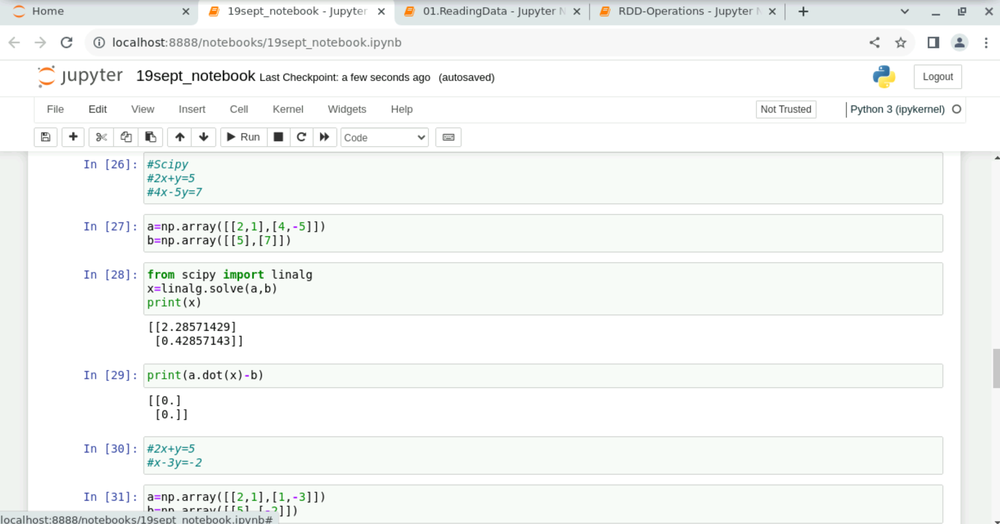 Home
19sept_notebook - Jupyter
01.ReadingData - Jupyter N
RDD-Operations - Jupyter N
localhost:8888/notebooks/19sept_notebook.ipynb
jupyter 19sept_notebook Last Checkpoint: a few seconds ago (autosaved)
Logout
File Edit View Insert Cell Kernel Widgets Help
Not Trusted
Python 3 (ipykernel)
Run
Code
In [26]: #Scipy
#2x+y=5
#4x-5y=7
In [27]: a=np.array([[2,1],[4,-5]])
b=np.array([[5],[7]])
In [28]: from scipy import linalg
x=linalg.solve(a,b)
print(x)
[[2.28571429]
[0.42857143]]
In [29]: print(a.dot(x)-b)
[[0.]
[0.]]
In [30]: #2x+y=5
#x-3y=-2
In [31]: a=np.array([[2,1],[1,-3]])
b=np.array([[5],[-2]])
localhost:8888/notebooks/19sept_notebook.ipynb#